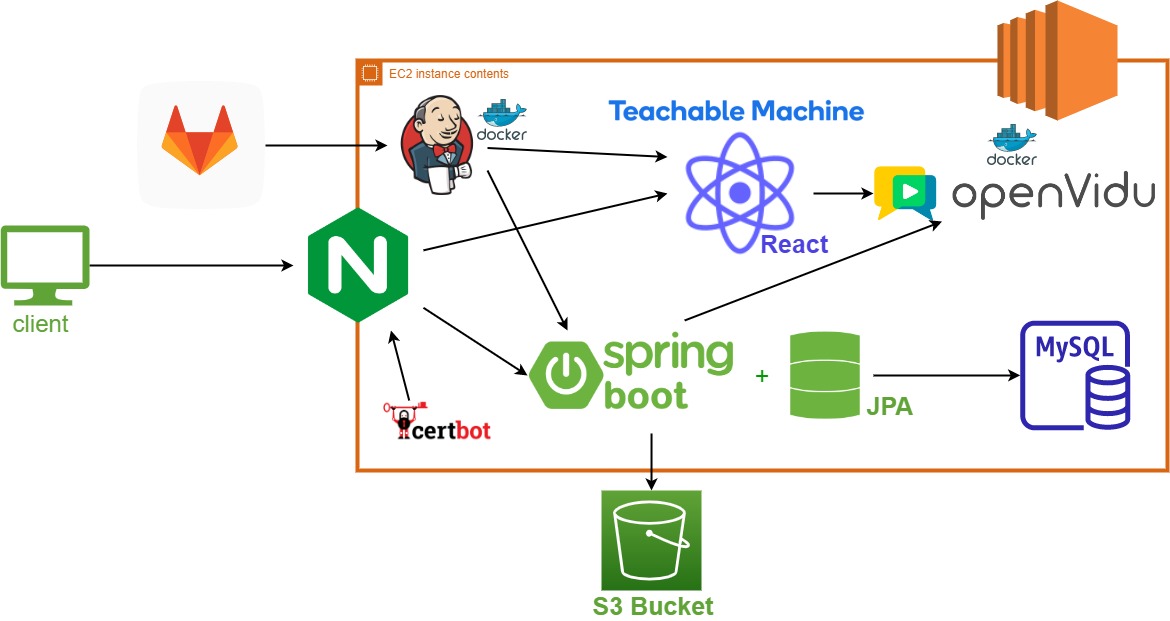 EC2 instance contents
docker
Teachable Machine
docker
openVidu
React
N
client
spring
boot
+
JPA
MySQL
certbot
S3 Bucket